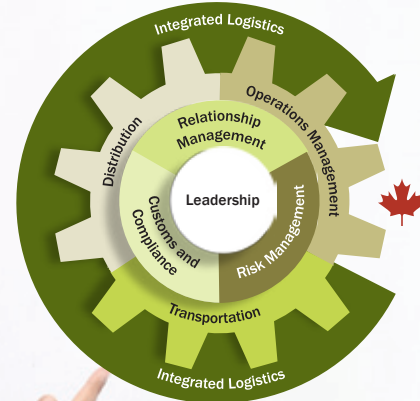 Integrated Logistics
Operations Management
Distribution
Relationship
Management
Leadership
Customs and
Compliance
Risk Management
Transportation
Integrated Logistics